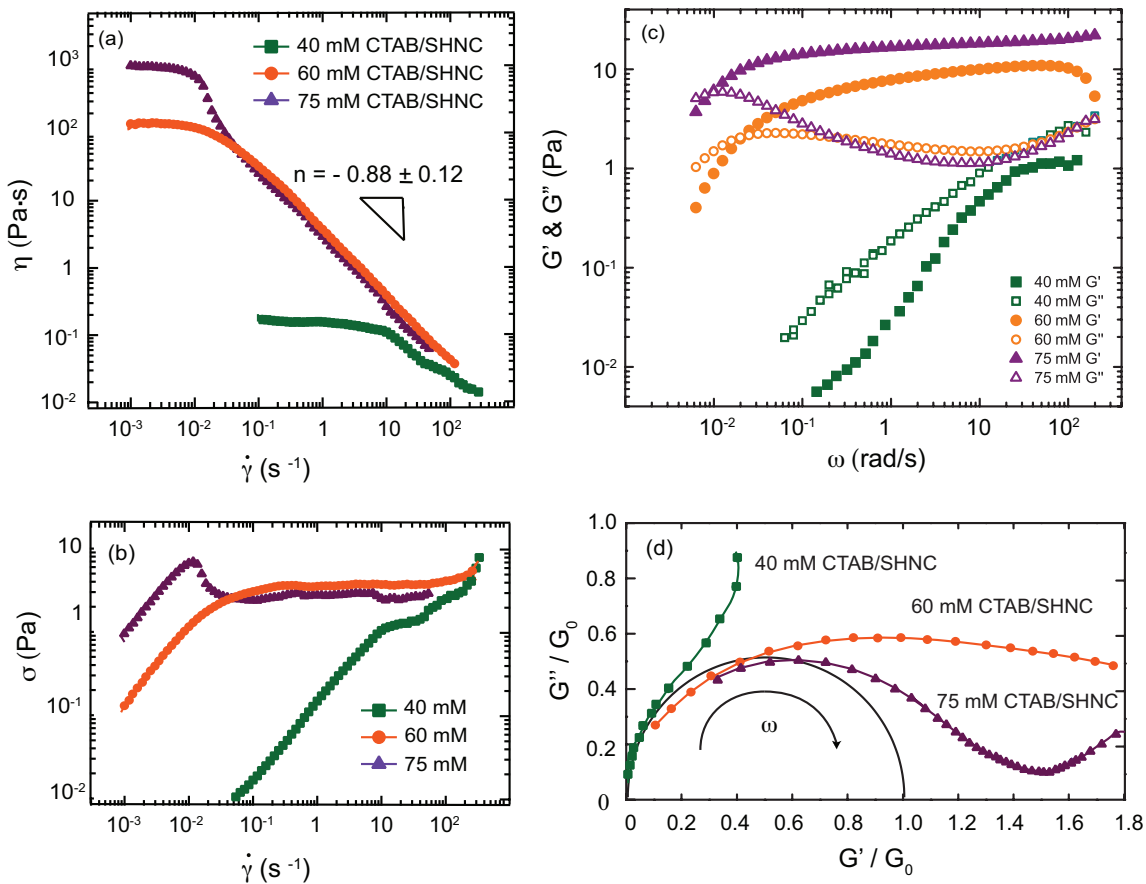 (a)
40 mM CTAB/SHNC
60 mM CTAB/SHNC
75 mM CTAB/SHNC
n = - 0.88 ± 0.12
10³
10²
10
1
10⁻¹
10⁻²
η (Pa·s)
10⁻³ 10⁻² 10⁻¹ 1 10 10²
γ̇ (s ⁻¹)
(c)
10
1
10⁻¹
10⁻²
G' & G'' (Pa)
40 mM G'
40 mM G''
60 mM G'
60 mM G''
75 mM G'
75 mM G''
10⁻² 10⁻¹ 1 10 10²
ω (rad/s)
(b)
10
1
10⁻¹
10⁻²
σ (Pa)
40 mM
60 mM
75 mM
10⁻³ 10⁻² 10⁻¹ 1 10 10²
γ̇ (s⁻¹)
(d)
1.0
0.8
0.6
0.4
0.2
0
G'' / G₀
40 mM CTAB/SHNC
60 mM CTAB/SHNC
75 mM CTAB/SHNC
ω
0 0.2 0.4 0.6 0.8 1.0 1.2 1.4 1.6 1.8
G' / G₀